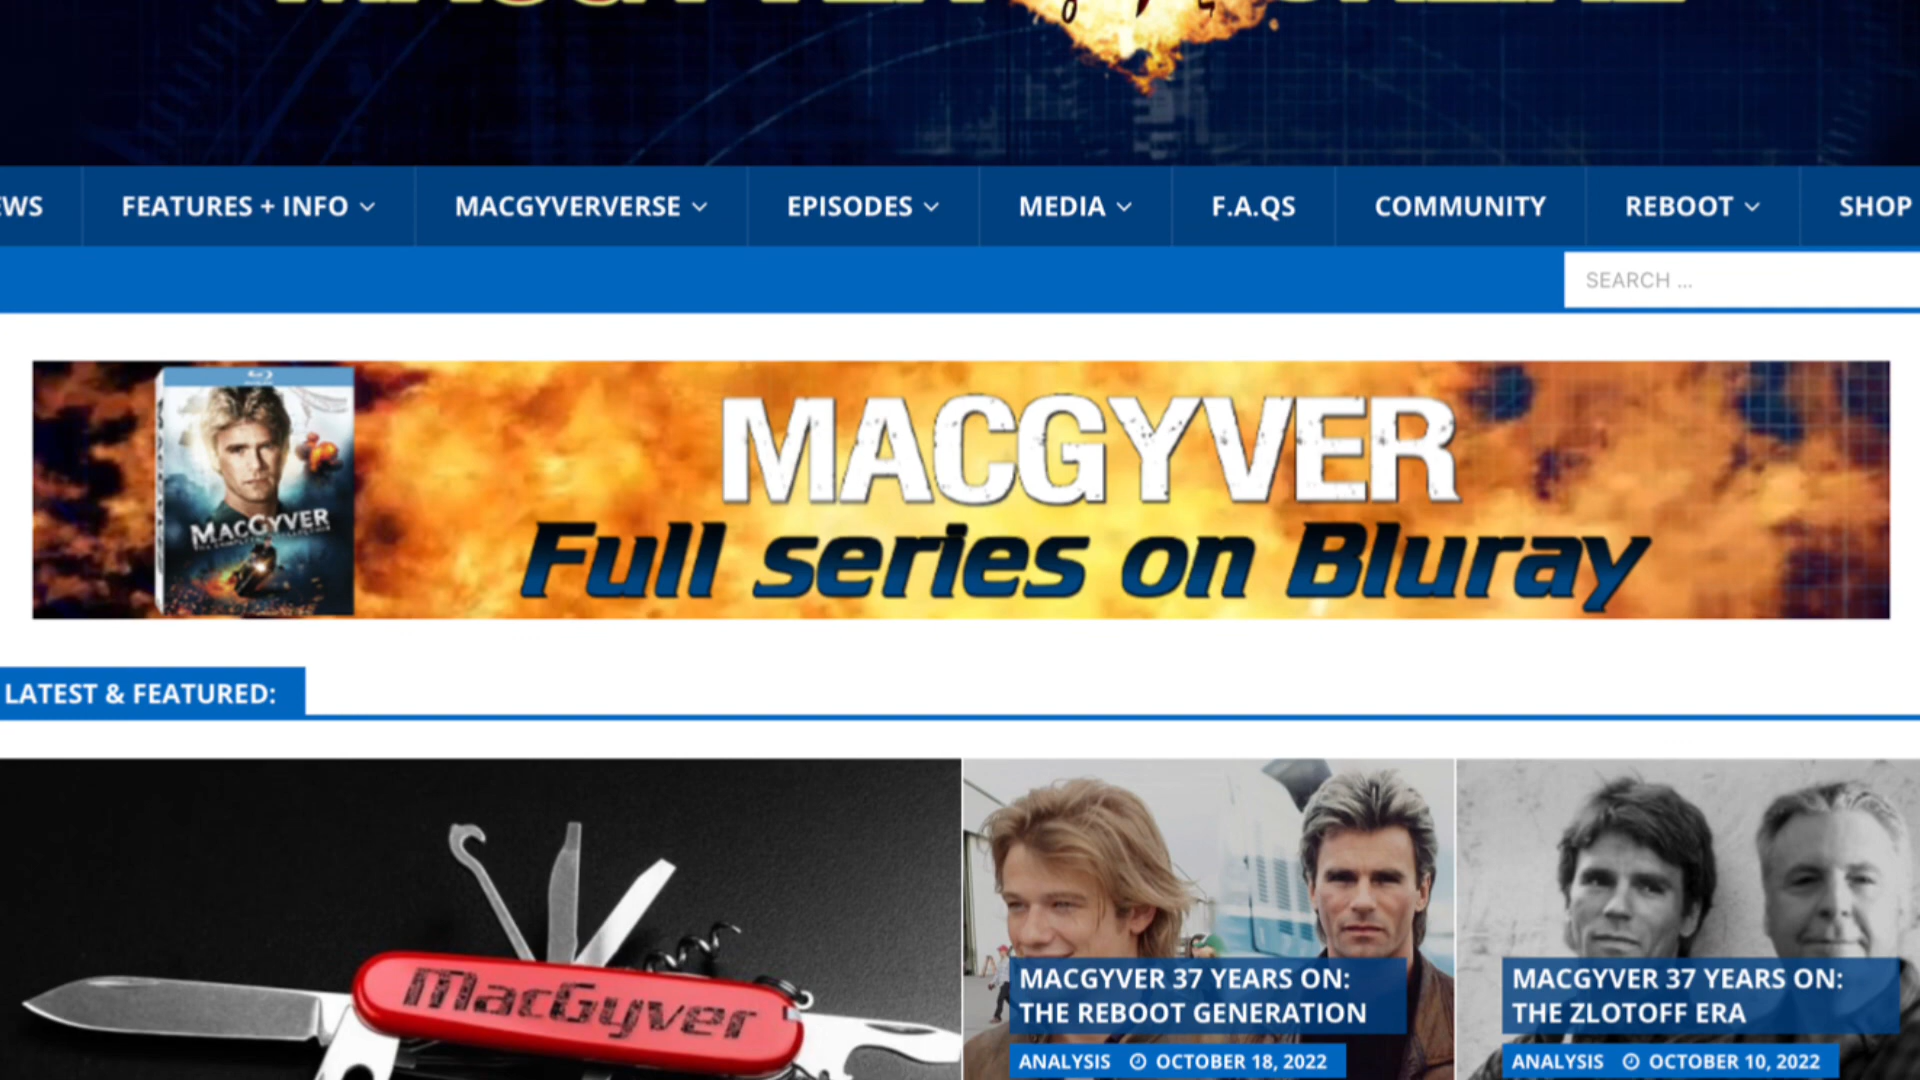 EWS
FEATURES + INFO
MACGYVERVERSE
EPISODES
MEDIA
F.A.QS
COMMUNITY
REBOOT
SHOP
SEARCH ...
MACGYVER
Full series on Bluray
MACGYVER
LATEST & FEATURED:
MacGyver
MACGYVER 37 YEARS ON:
THE REBOOT GENERATION
ANALYSIS OCTOBER 18, 2022
MACGYVER 37 YEARS ON:
THE ZLOTOFF ERA
ANALYSIS OCTOBER 10, 2022